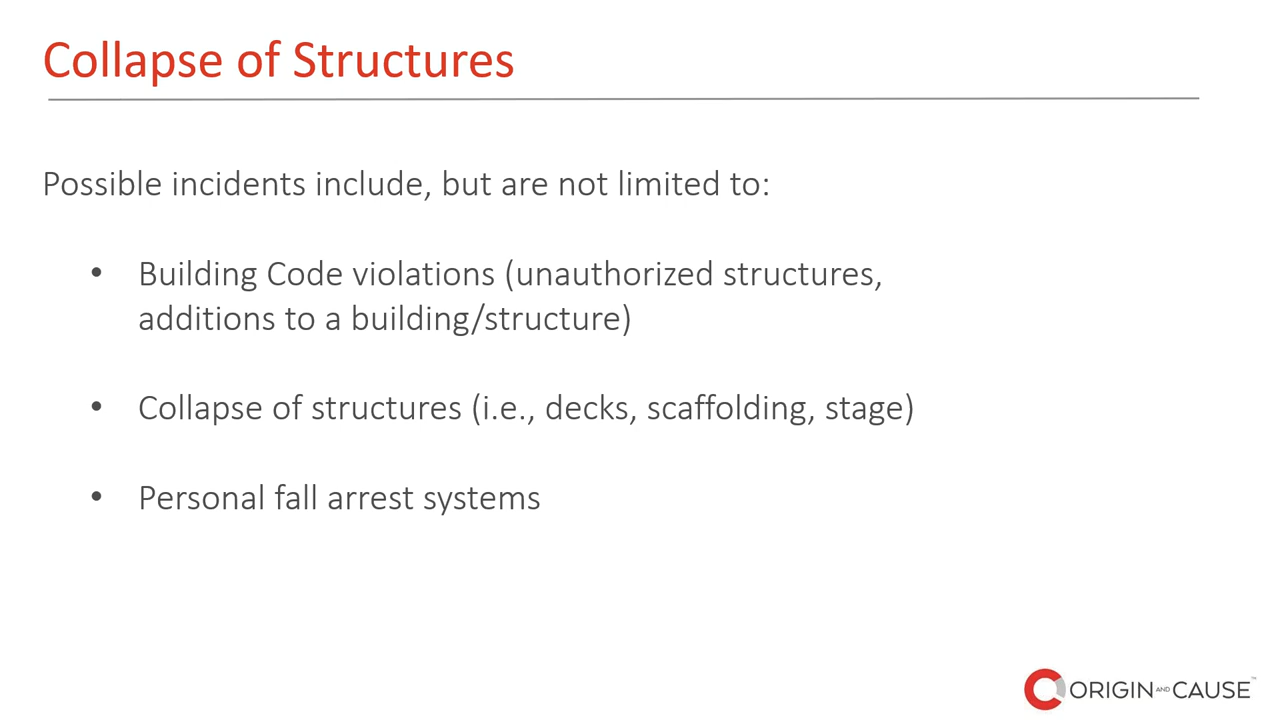 Collapse of Structures
Possible incidents include, but are not limited to:
• Building Code violations (unauthorized structures,
additions to a building/structure)
• Collapse of structures (i.e., decks, scaffolding, stage)
• Personal fall arrest systems
ORIGIN AND CAUSE™